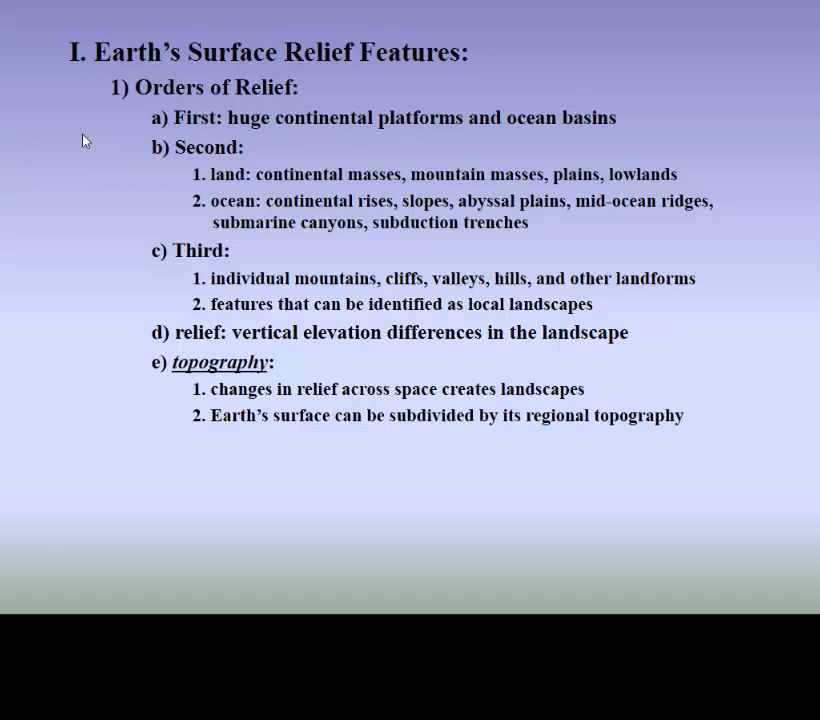 I. Earth's Surface Relief Features:
1) Orders of Relief:
a) First: huge continental platforms and ocean basins
b) Second:
1. land: continental masses, mountain masses, plains, lowlands
2. ocean: continental rises, slopes, abyssal plains, mid-ocean ridges,
submarine canyons, subduction trenches
c) Third:
1. individual mountains, cliffs, valleys, hills, and other landforms
2. features that can be identified as local landscapes
d) relief: vertical elevation differences in the landscape
e) topography:
1. changes in relief across space creates landscapes
2. Earth's surface can be subdivided by its regional topography